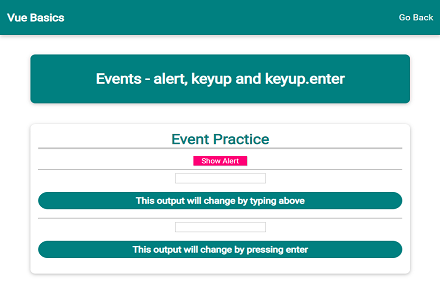 Vue Basics
Go Back
Events - alert, keyup and keyup.enter
Event Practice
Show Alert
This output will change by typing above
This output will change by pressing enter